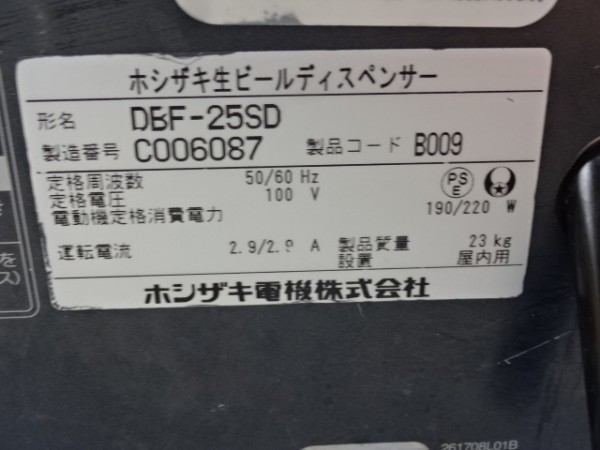 ホシザキ生ビールディスペンサー
形名 DBF-25SD
製造番号 C006087 製品コード B009
定格周波数 50/60 Hz
定格電圧 100 V
PSE
電動機定格消費電力 190/220 W
運転電流 2.9/2. A 製品質量 23kg
設置 屋内用
ホシザキ電機株式会社
を
ス)
261708L01B